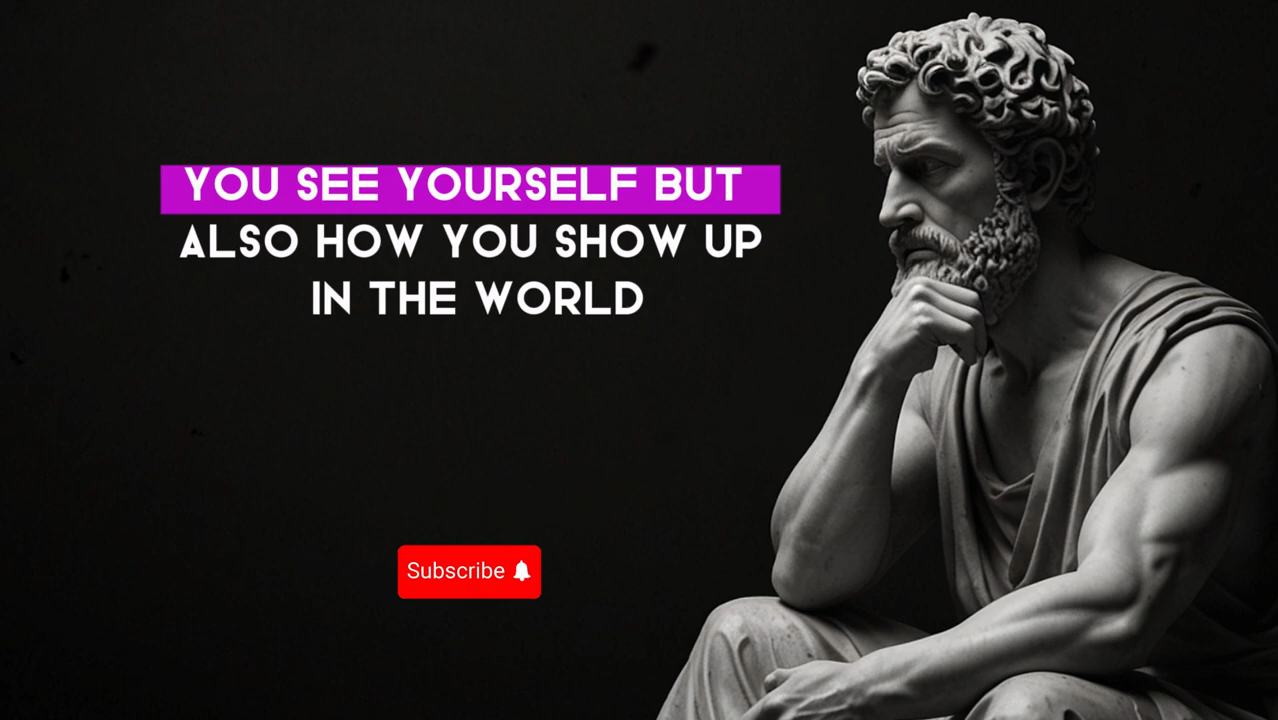 YOU SEE YOURSELF BUT
ALSO HOW YOU SHOW UP
IN THE WORLD
Subscribe